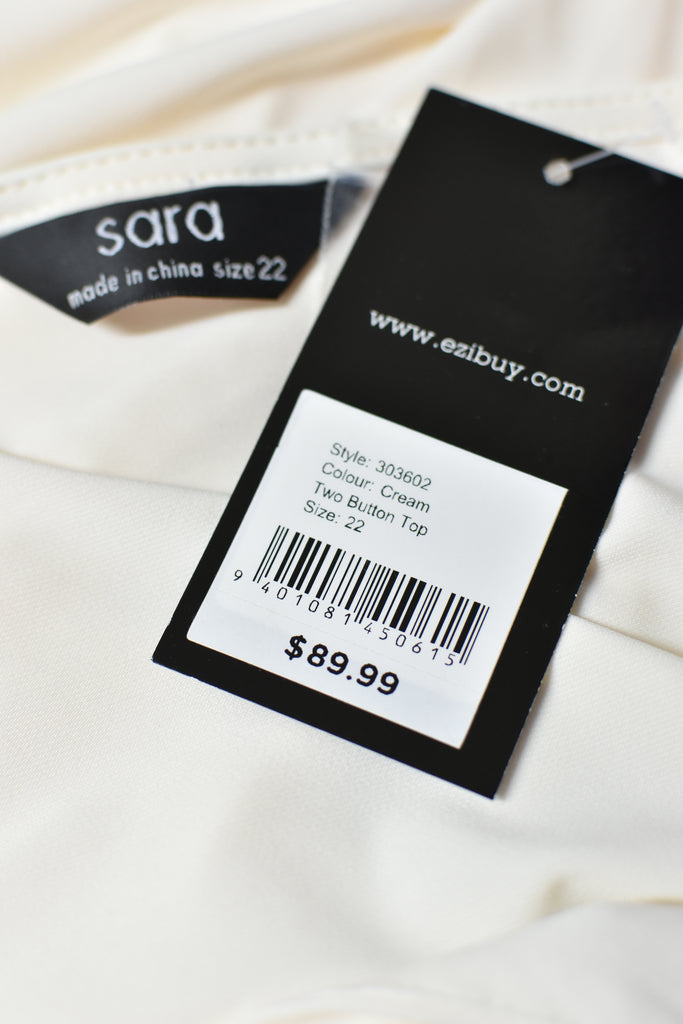 sara
made in china size 22
www.ezibuy.com
Style: 303602
Colour: Cream
Two Button Top
Size: 22
9 401081 450615
$89.99